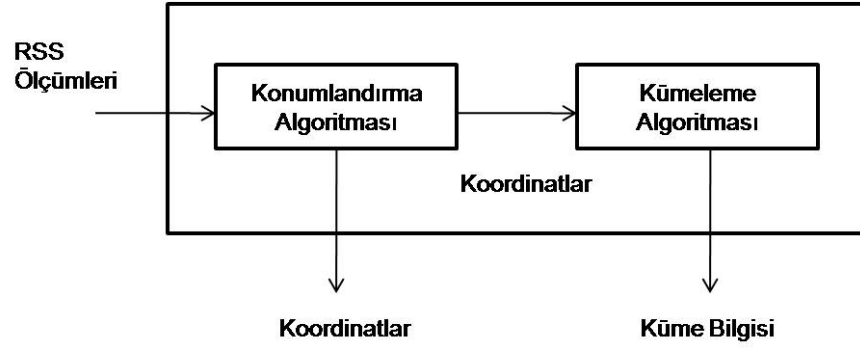 RSS
Ölçümleri
Konumlandırma
Algoritması
Kümeleme
Algoritması
Koordinatlar
Koordinatlar
Küme Bilgisi